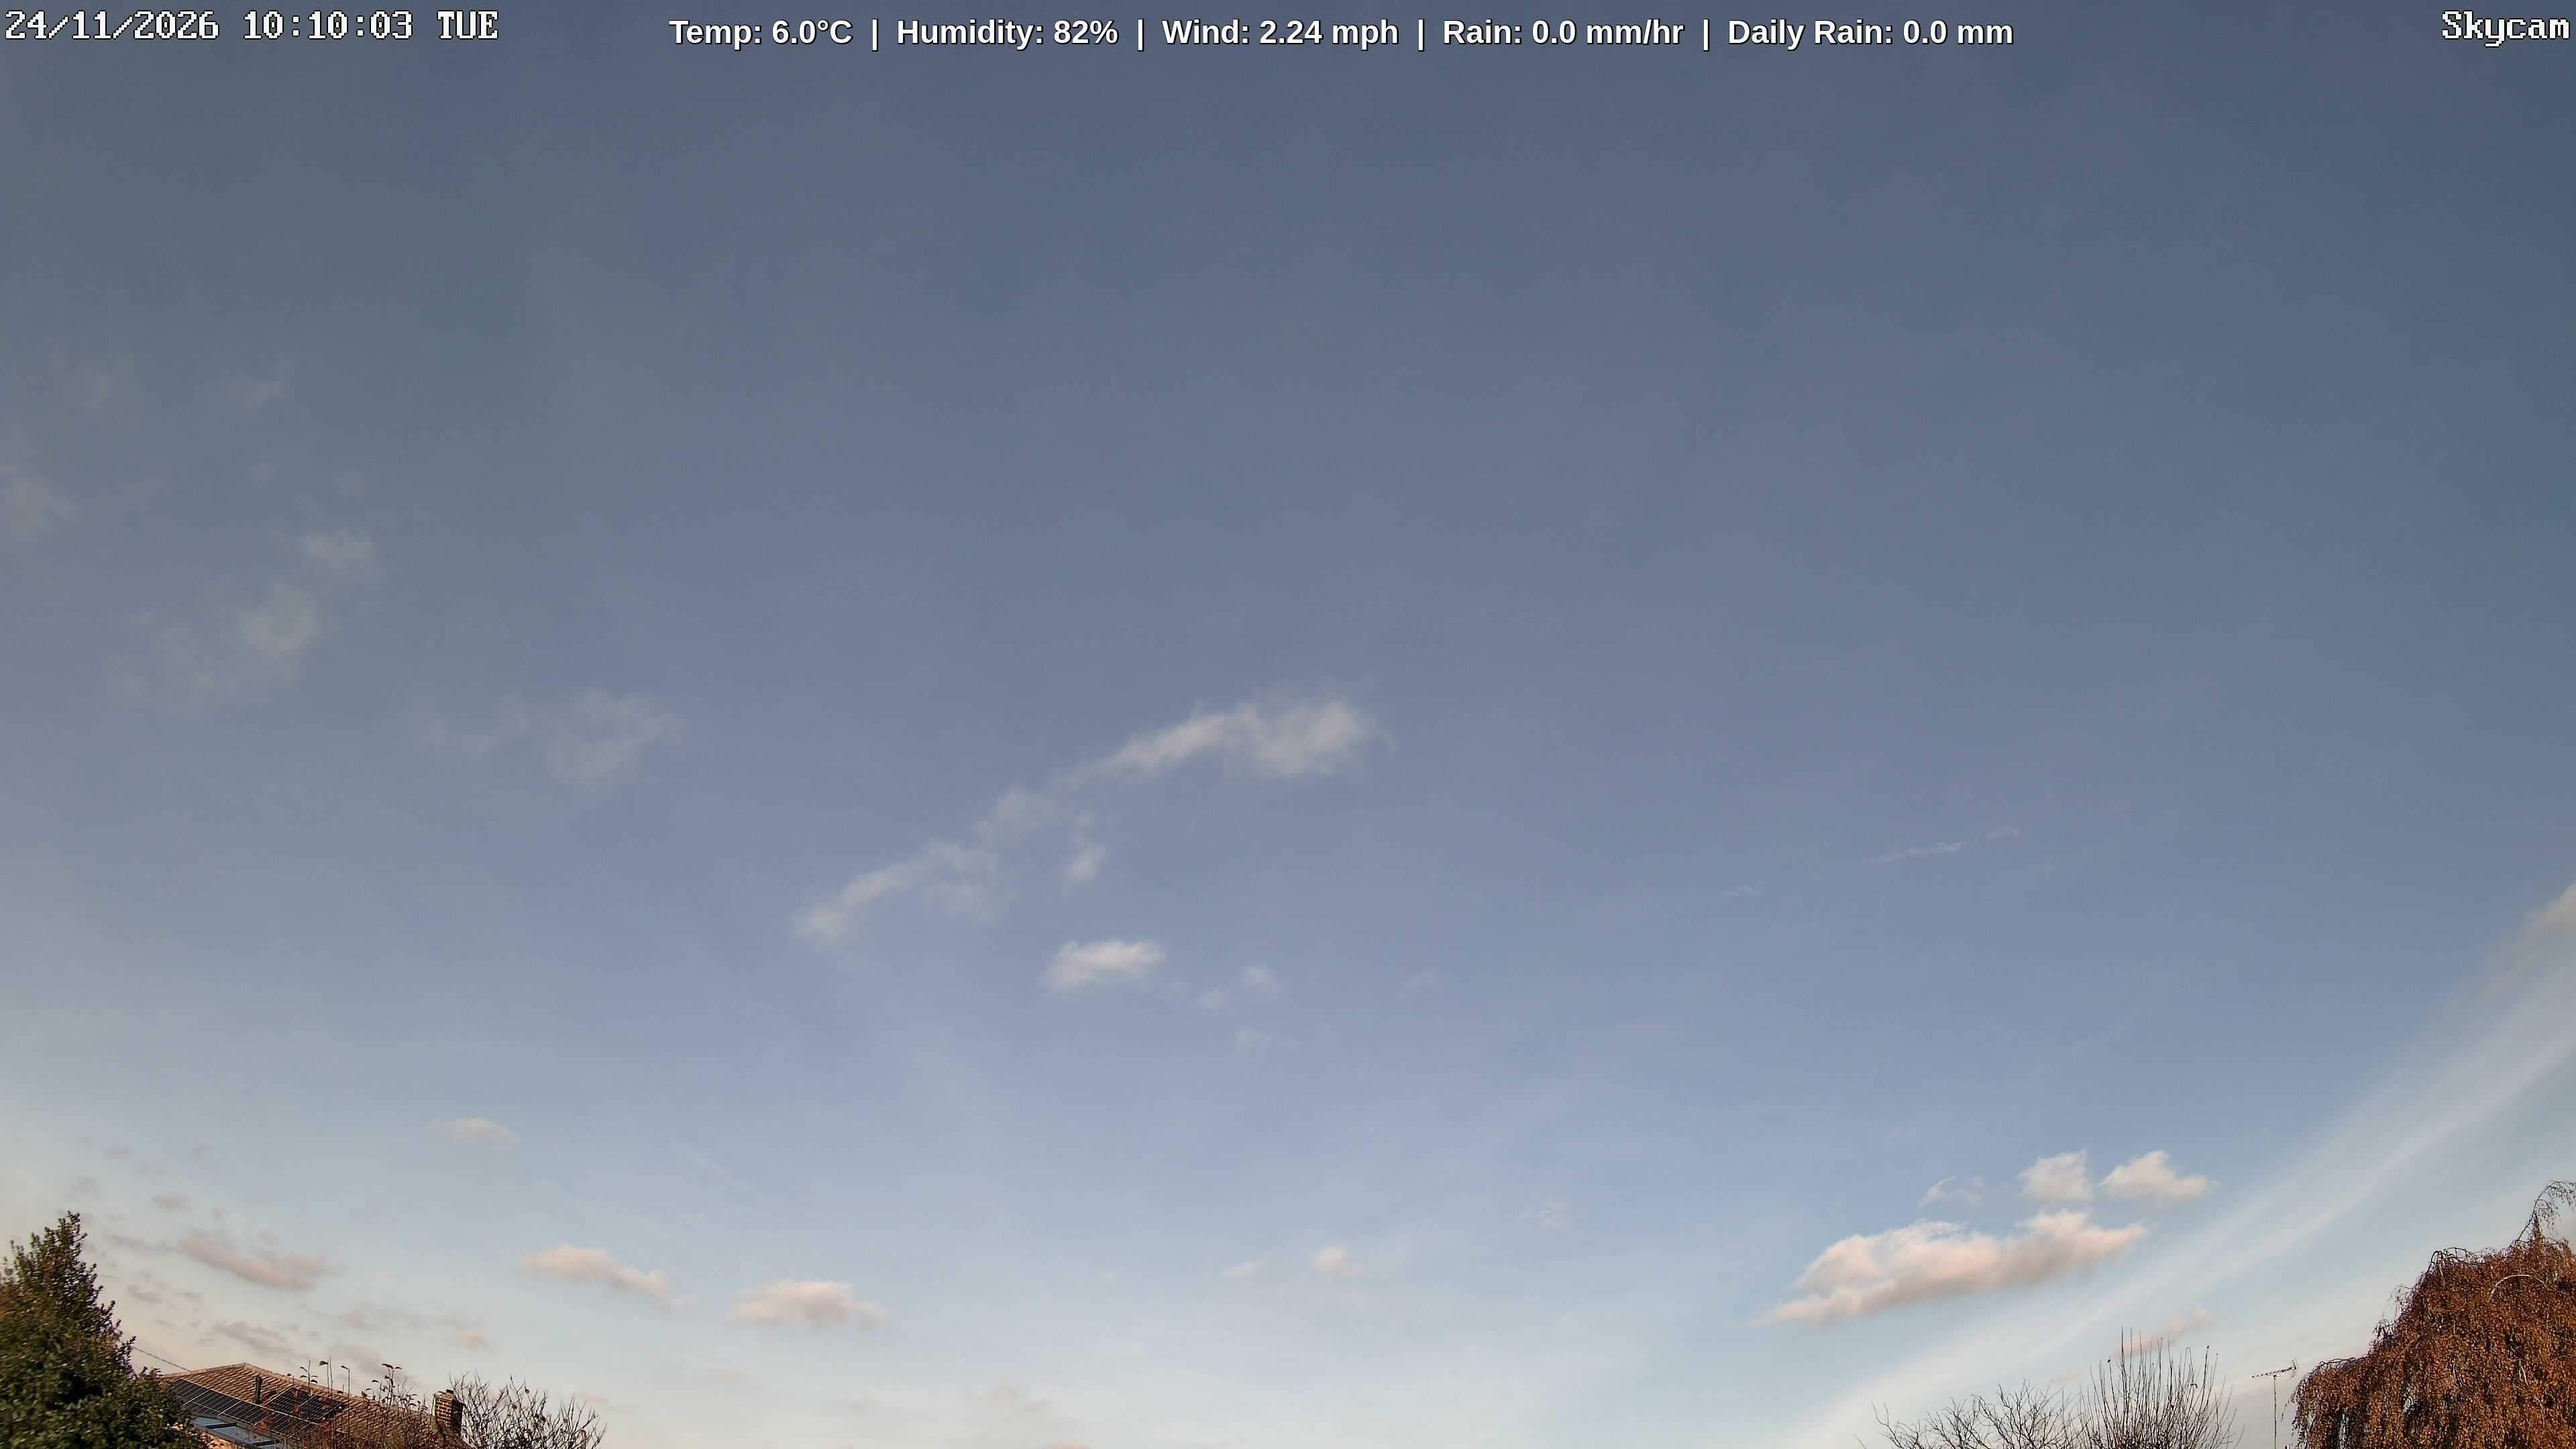 24/11/2026 10:10:03 TUE
Temp: 6.0°C | Humidity: 82% | Wind: 2.24 mph | Rain: 0.0 mm/hr | Daily Rain: 0.0 mm
Skycam